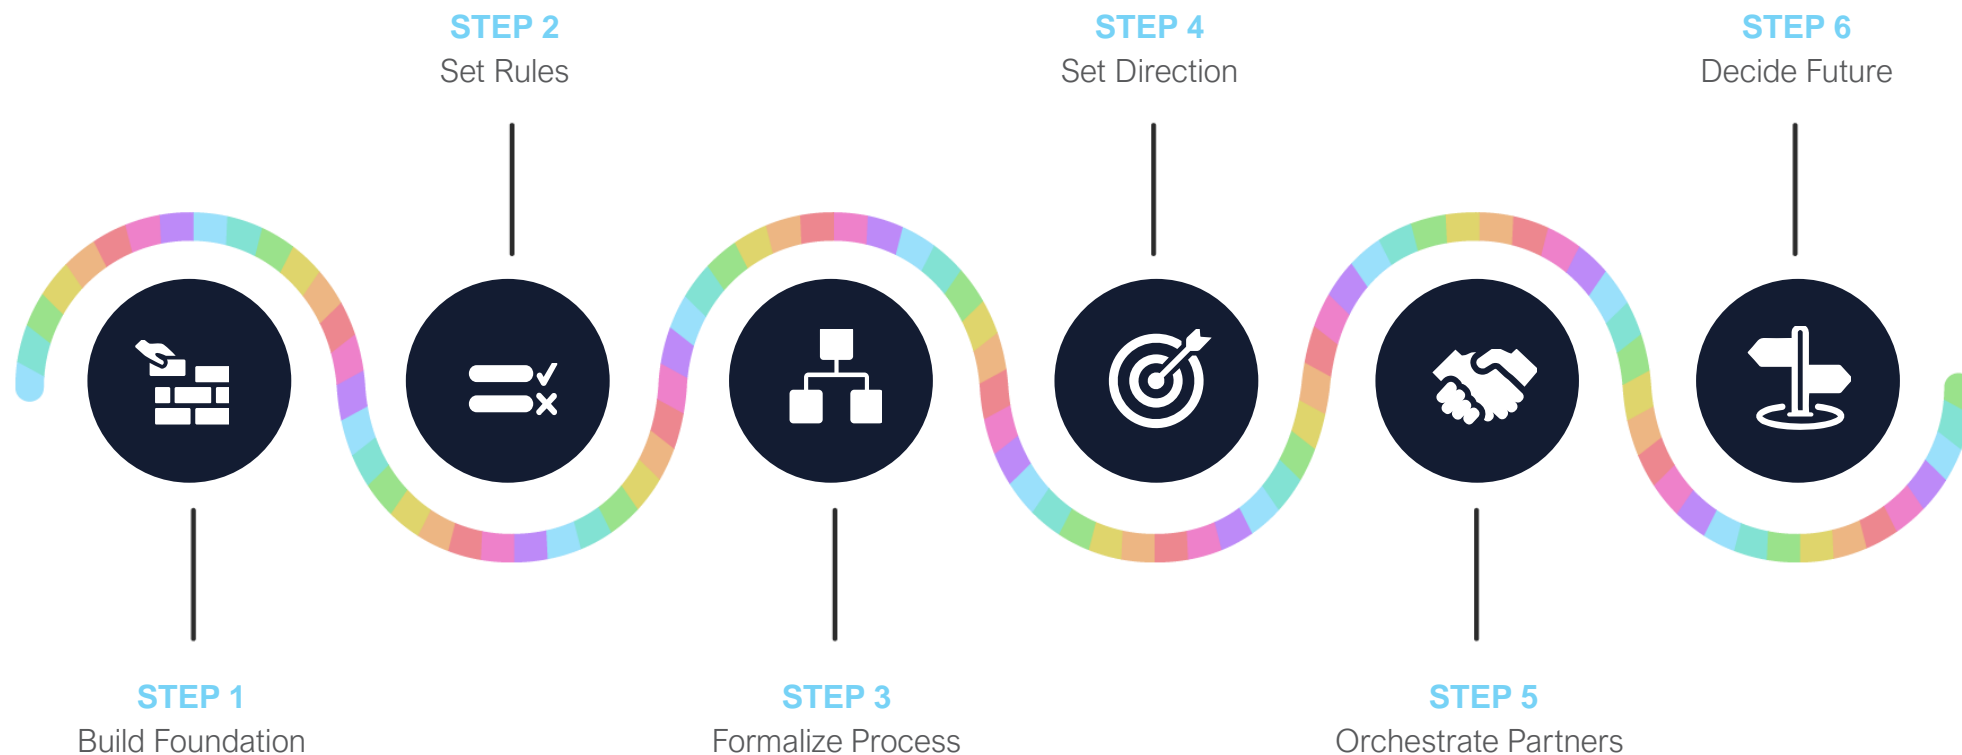 STEP 1
Build Foundation
STEP 2
Set Rules
STEP 3
Formalize Process
STEP 4
Set Direction
STEP 5
Orchestrate Partners
STEP 6
Decide Future